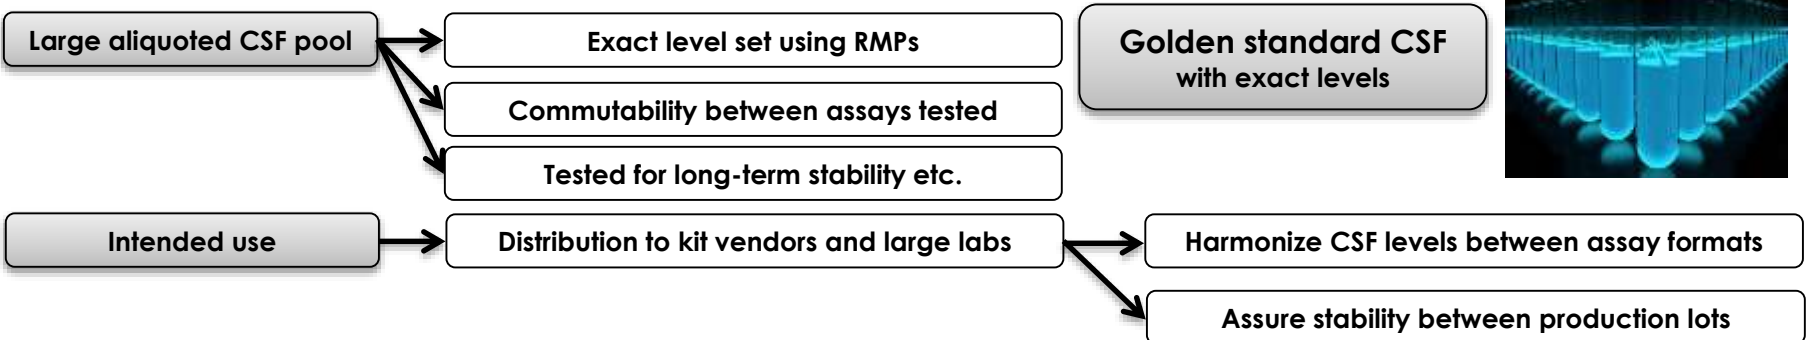 Large aliquoted CSF pool
Exact level set using RMPs
Golden standard CSF
with exact levels
Commutability between assays tested
Tested for long-term stability etc.
Intended use
Distribution to kit vendors and large labs
Harmonize CSF levels between assay formats
Assure stability between production lots